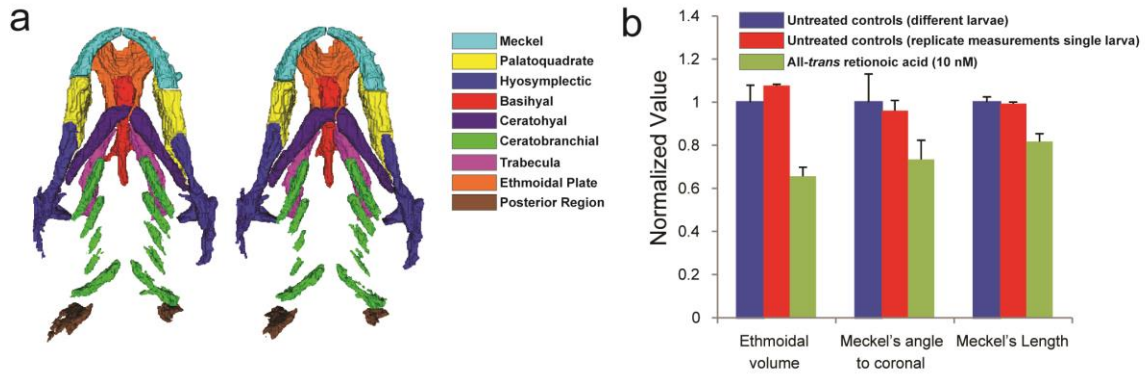 a
Meckel
Palatoquadrate
Hyosymplectic
Basihyal
Ceratohyal
Ceratobranchial
Trabecula
Ethmoidal Plate
Posterior Region
b
Untreated controls (different larvae)
Untreated controls (replicate measurements single larva)
All-trans retionoic acid (10 nM)
Normalized Value
1.4
1.2
1
0.8
0.6
0.4
0.2
0
Ethmoidal
volume
Meckel's angle
to coronal
Meckel's Length